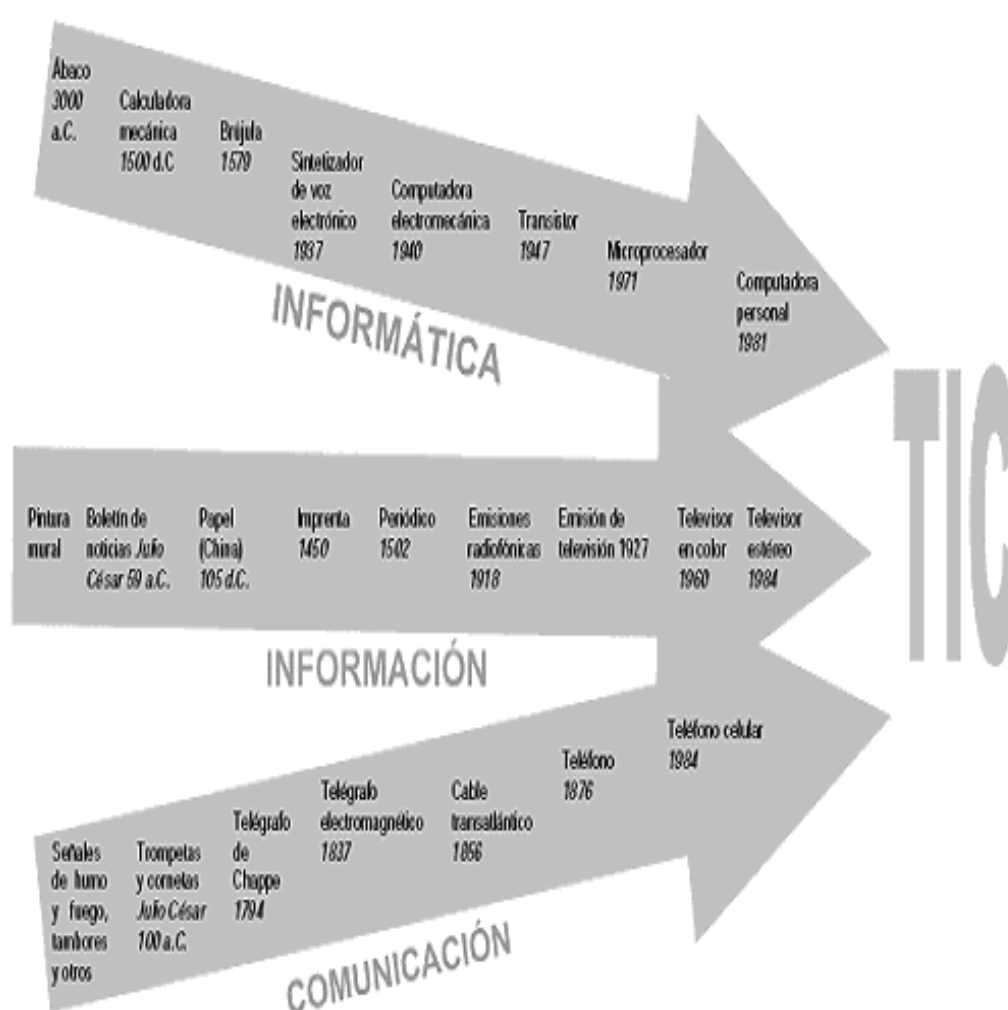 Ábaco
3000
a.C.
Calculadora
mecánica
1500 d.C
Brújula
1570
Sintetizador
de voz
electrónico
1937
Computadora
electromecánica
1940
Transistor
1947
Microprocesador
1971
Computadora
personal
1981
INFORMÁTICA
Pintura
mural
Boletín de
noticias Julio
César 59 a.C.
Papel
(China)
105 d.C.
Imprenta
1450
Periódico
1502
Emisiones
radiofónicas
1918
Emisión de
televisión 1927
Televisor
en color
1960
Televisor
estéreo
1984
INFORMACIÓN
Señales
de humo
y fuego,
tambores
y otros
Trompetas
y cornetas
Julio César
100 a.C.
Telégrafo
de
Chappe
1794
Telégrafo
electromagnético
1837
Cable
transatlántico
1856
Teléfono
1876
Teléfono celular
1984
COMUNICACIÓN
TIC